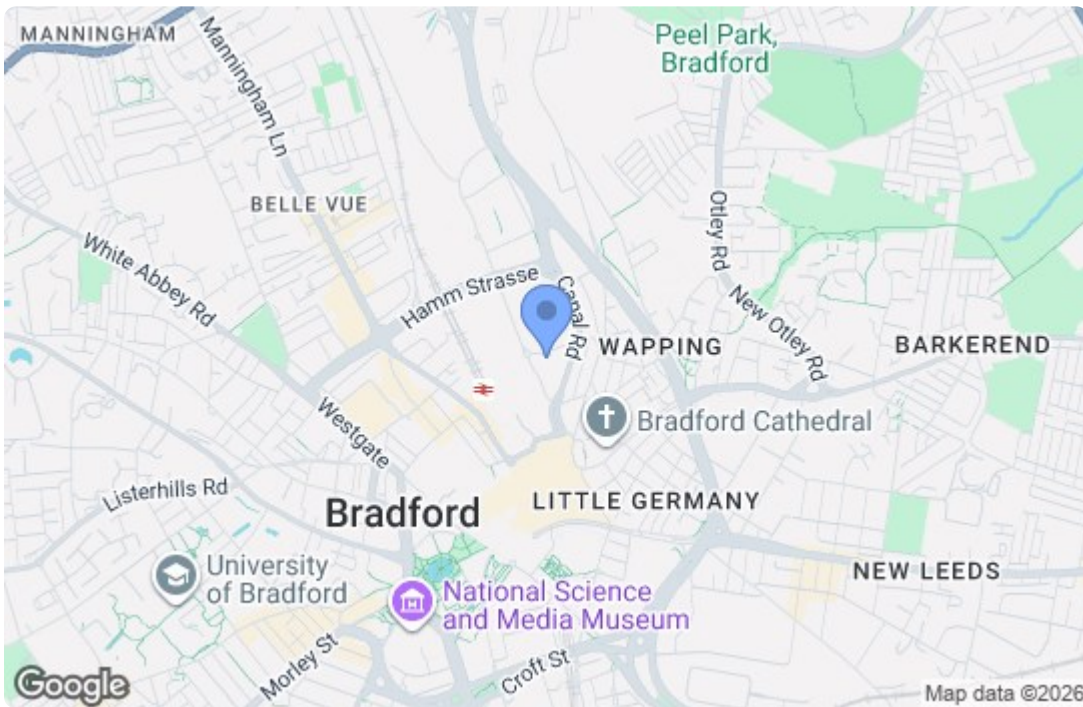 MANNINGHAM
Manningham Ln
Peel Park,
Bradford
BELLE VUE
Otley Rd
White Abbey Rd
Hamm Strasse
Canal Rd
New Otley Rd
WAPPING
BARKEREND
Westgate
Bradford Cathedral
Listerhills Rd
Bradford
LITTLE GERMANY
University
of Bradford
NEW LEEDS
National Science
and Media Museum
Morley St
Croft St
Google
Map data ©2026